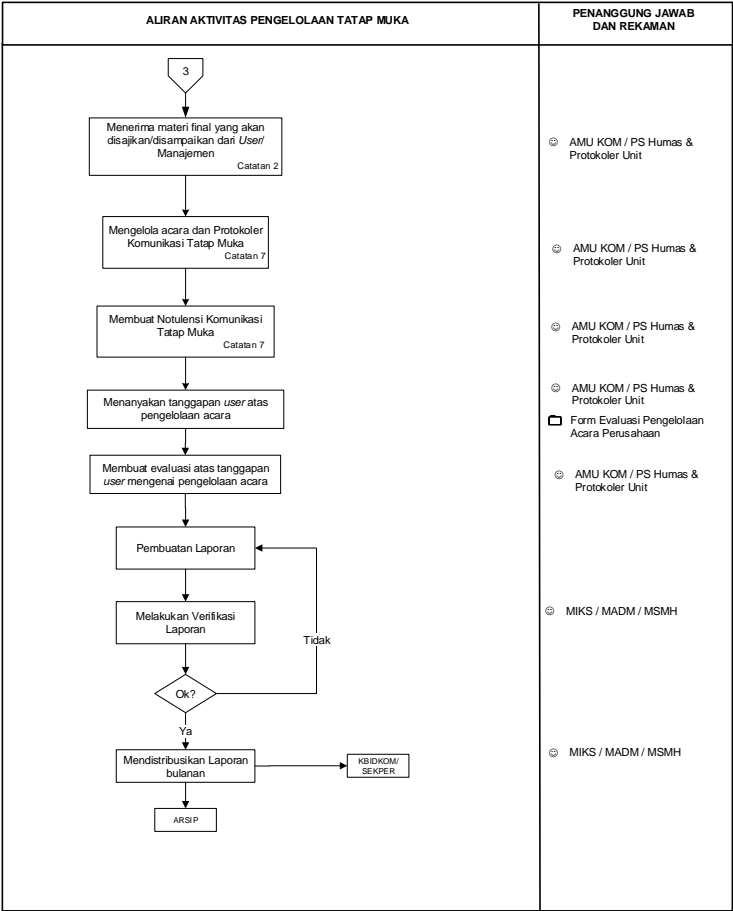 ALIRAN AKTIVITAS PENGELOLAAN TATAP MUKA
PENANGGUNG JAWAB
DAN REKAMAN
3
Menerima materi final yang akan
disajikan/disampaikan dari User/
Manajemen
Catatan 2
AMU KOM / PS Humas &
Protokoler Unit
Mengelola acara dan Protokoler
Komunikasi Tatap Muka
Catatan 7
AMU KOM / PS Humas &
Protokoler Unit
Membuat Notulensi Komunikasi
Tatap Muka
Catatan 7
AMU KOM / PS Humas &
Protokoler Unit
Menanyakan tanggapan user atas
pengelolaan acara
AMU KOM / PS Humas &
Protokoler Unit
Form Evaluasi Pengelolaan
Acara Perusahaan
Membuat evaluasi atas tanggapan
user mengenai pengelolaan acara
AMU KOM / PS Humas &
Protokoler Unit
Pembuatan Laporan
Melakukan Verifikasi
Laporan
MIKS / MADM / MSMH
Tidak
Ok?
Ya
Mendistribusikan Laporan
bulanan
KBIDKOM/
SEKPER
MIKS / MADM / MSMH
ARSIP